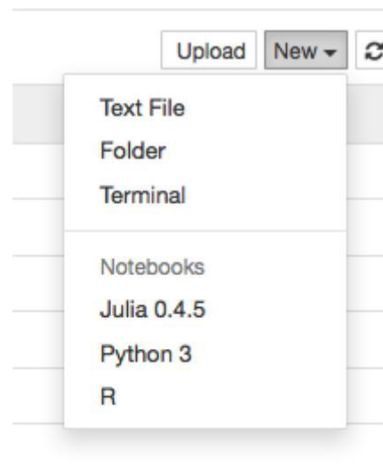 Upload New
Text File
Folder
Terminal
Notebooks
Julia 0.4.5
Python 3
R